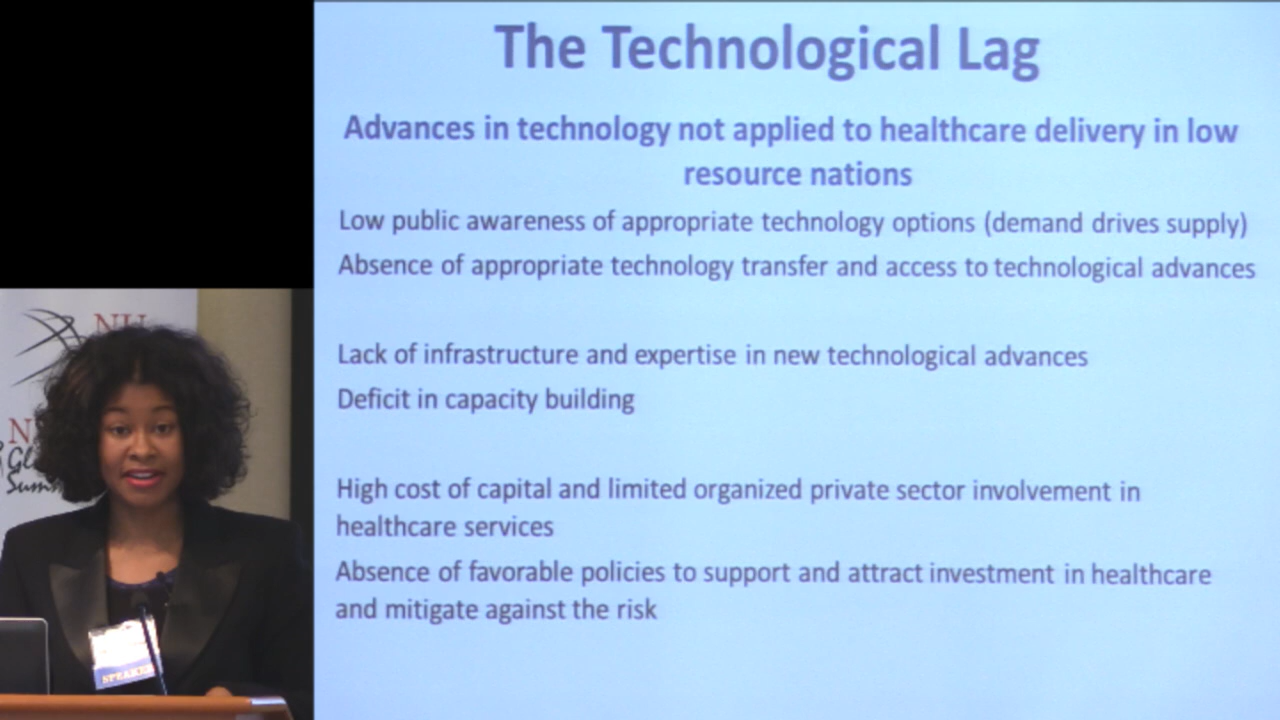 The Technological Lag
Advances in technology not applied to healthcare delivery in low
resource nations
Low public awareness of appropriate technology options (demand drives supply)
Absence of appropriate technology transfer and access to technological advances
Lack of infrastructure and expertise in new technological advances
Deficit in capacity building
High cost of capital and limited organized private sector involvement in
healthcare services
Absence of favorable policies to support and attract investment in healthcare
and mitigate against the risk
SPEAKER